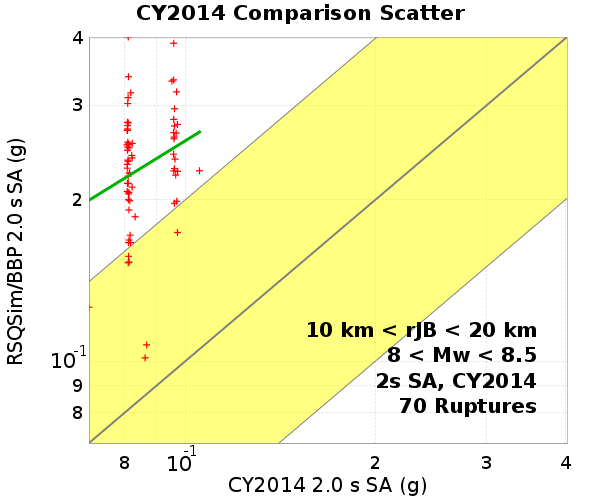 CY2014 Comparison Scatter
RSQSim/BBP 2.0 s SA (g)
4
3
2
10-1
9
8
10 km < rJB < 20 km
8 < Mw < 8.5
2s SA, CY2014
70 Ruptures
8 10-1 2 3 4
CY2014 2.0 s SA (g)